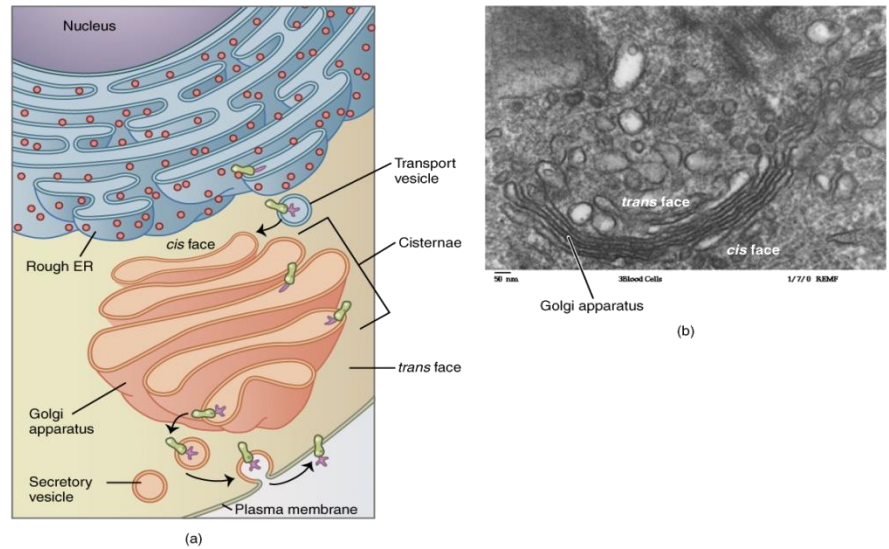 Nucleus
Transport
vesicle
cis face
Cisternae
Rough ER
trans face
Golgi
apparatus
Secretory
vesicle
Plasma membrane
(a)
trans face
cis face
50 nm
3Blood Cells
1/7/0 REMF
Golgi apparatus
(b)